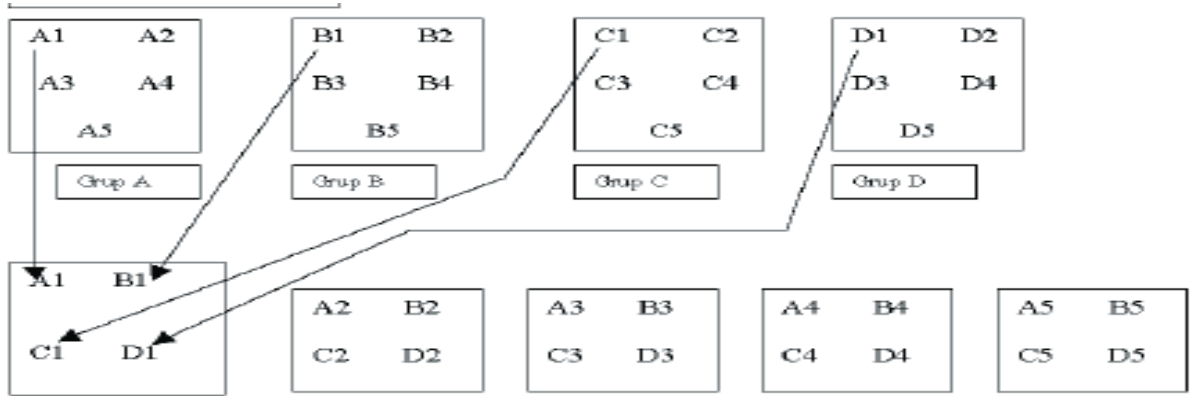 A1 A2 B1 B2 C1 C2 D1 D2
A3 A4 B3 B4 C3 C4 D3 D4
A5 B5 C5 D5
Grup A Grup B Grup C Grup D
A1 B1
A2 B2 A3 B3 A4 B4 A5 B5
C1 D1 C2 D2 C3 D3 C4 D4 C5 D5